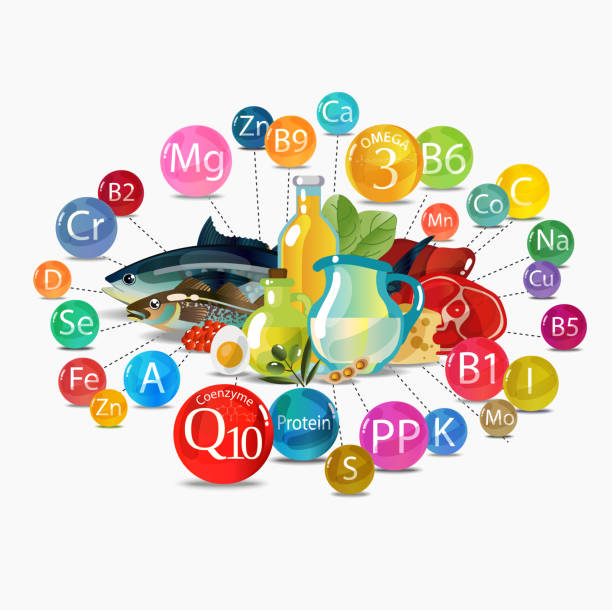 Ca
Zn
B9
OMEGA
3
Mg
B6
B2
C
Co
Mn
Cr
Na
D
Cu
Se
B5
B1
Fe
A
I
Zn
Coenzyme
Q10
Protein
PP
K
Mo
S